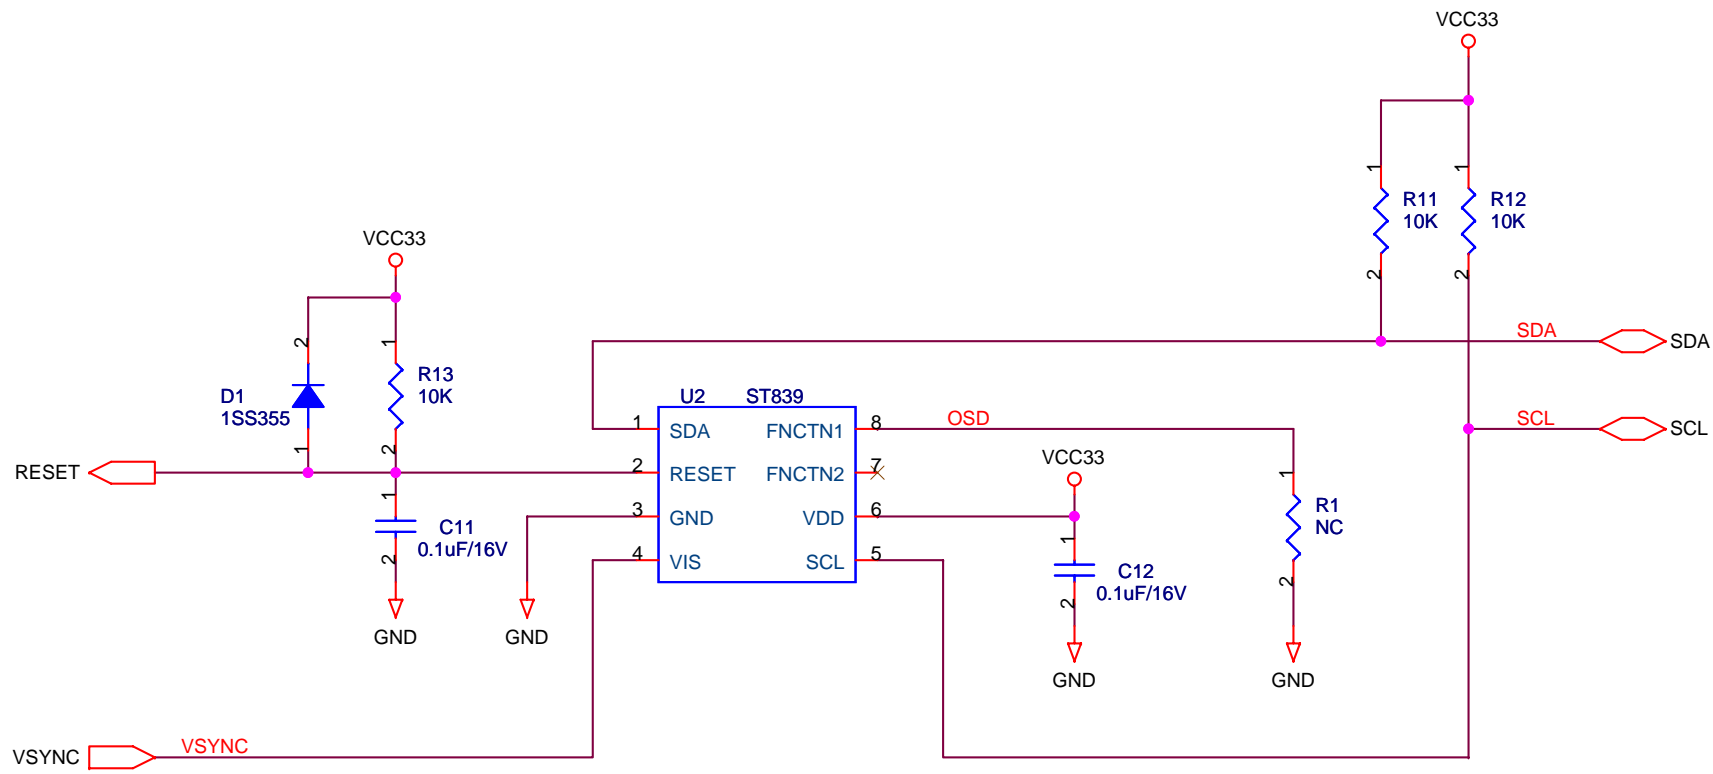 VCC33
1
1
R11
10K
R12
10K
2
2
VCC33
2
1
R13
10K
D1
1SS355
1
2
SDA
SDA
SCL
SCL
U2
ST839
1
SDA
FNCTN1
8
OSD
RESET
2
RESET
FNCTN2
7
VCC33
3
GND
VDD
6
4
VIS
SCL
5
1
C11
0.1uF/16V
2
GND
GND
1
C12
0.1uF/16V
2
GND
1
R1
NC
2
GND
VSYNC
VSYNC